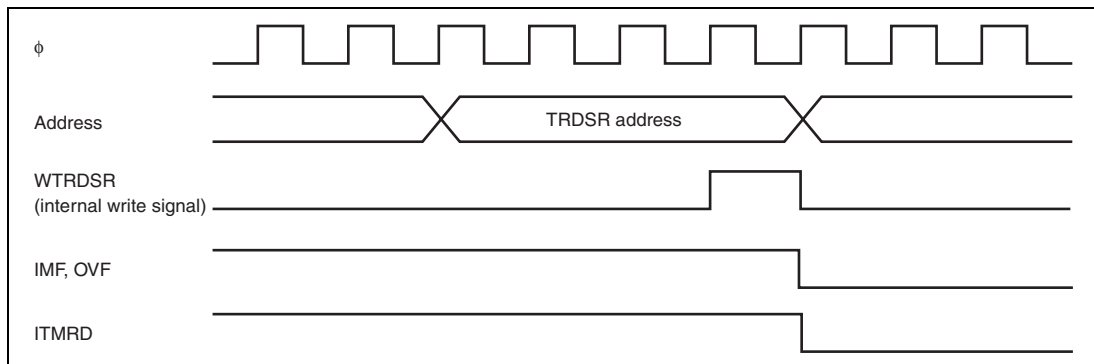 ϕ
Address
TRDSR address
WTRDSR
(internal write signal)
IMF, OVF
ITMRD